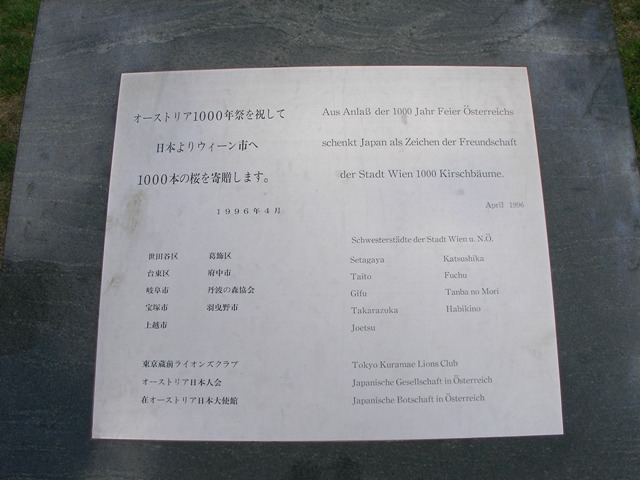 オーストリア1000年祭を祝して
日本よりウィーン市へ
1000本の桜を寄贈します。
1996年4月
世田谷区 葛飾区
台東区 府中市
岐阜市 丹波の森協会
宝塚市 羽曳野市
上越市
東京蔵前ライオンズクラブ
オーストリア日本人会
在オーストリア日本大使館
Aus Anlaß der 1000 Jahr Feier Österreichs
schenkt Japan als Zeichen der Freundschaft
der Stadt Wien 1000 Kirschbäume.
April 1996
Schwesterstädte der Stadt Wien u. N.Ö.
Setagaya Katsushika
Taito Fuchu
Gifu Tanba no Mori
Takarazuka Habikino
Joetsu
Tokyo Kuramae Lions Club
Japanische Gesellschaft in Österreich
Japanische Botschaft in Österreich